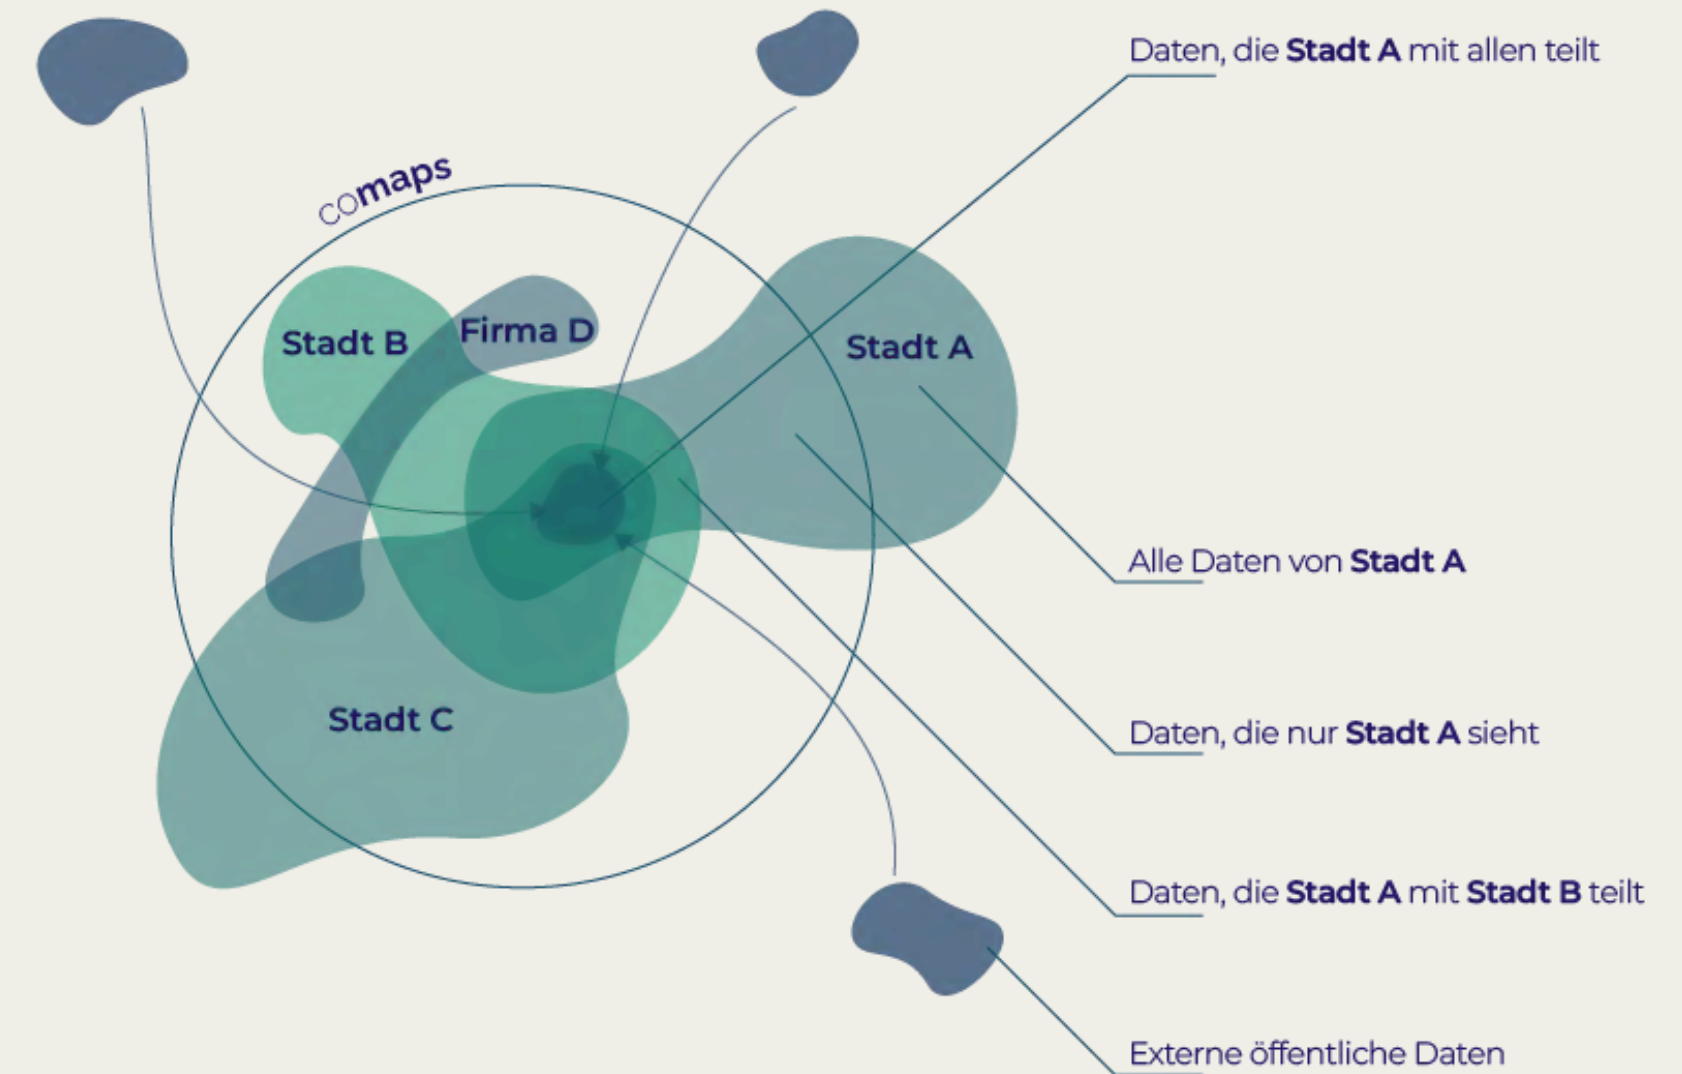 Daten, die Stadt A mit allen teilt
comaps
Stadt B
Firma D
Stadt A
Alle Daten von Stadt A
Stadt C
Daten, die nur Stadt A sieht
Daten, die Stadt A mit Stadt B teilt
Externe öffentliche Daten